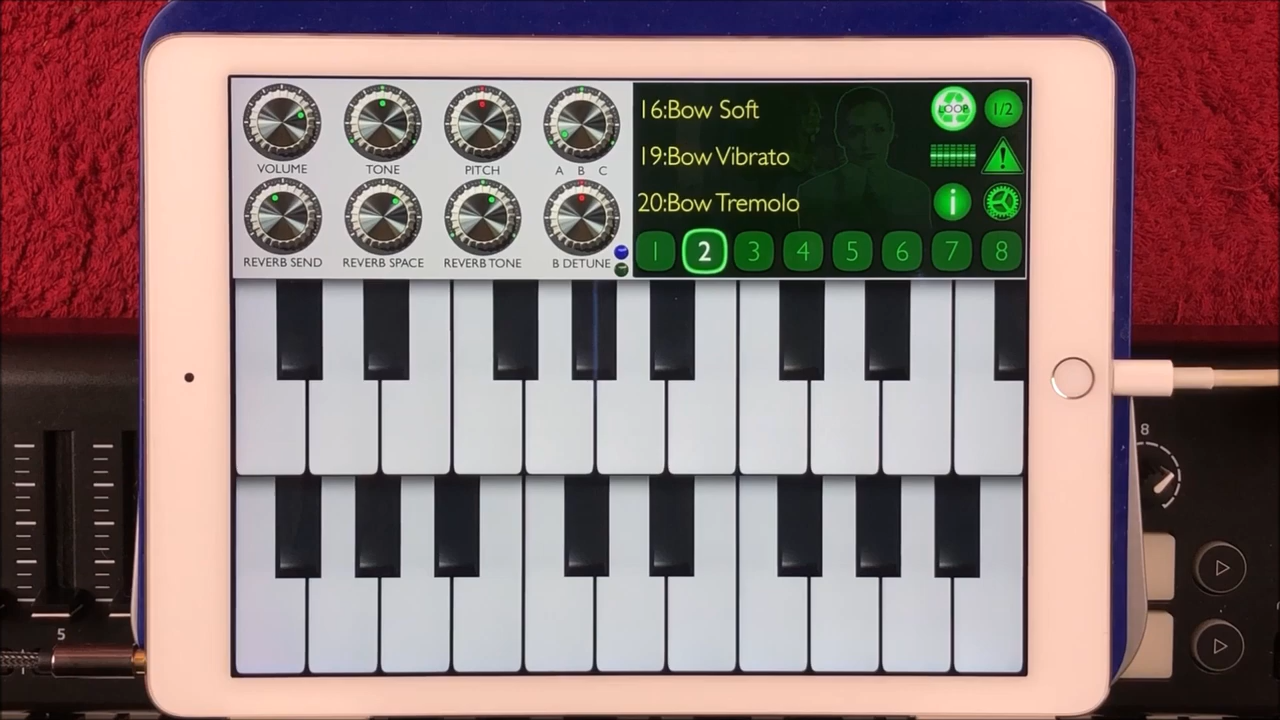 VOLUME TONE PITCH A B C
REVERB SEND REVERB SPACE REVERB TONE B DETUNE
16:Bow Soft
19:Bow Vibrato
20:Bow Tremolo
LOOP 1/2
i
1 2 3 4 5 6 7 8
8
5